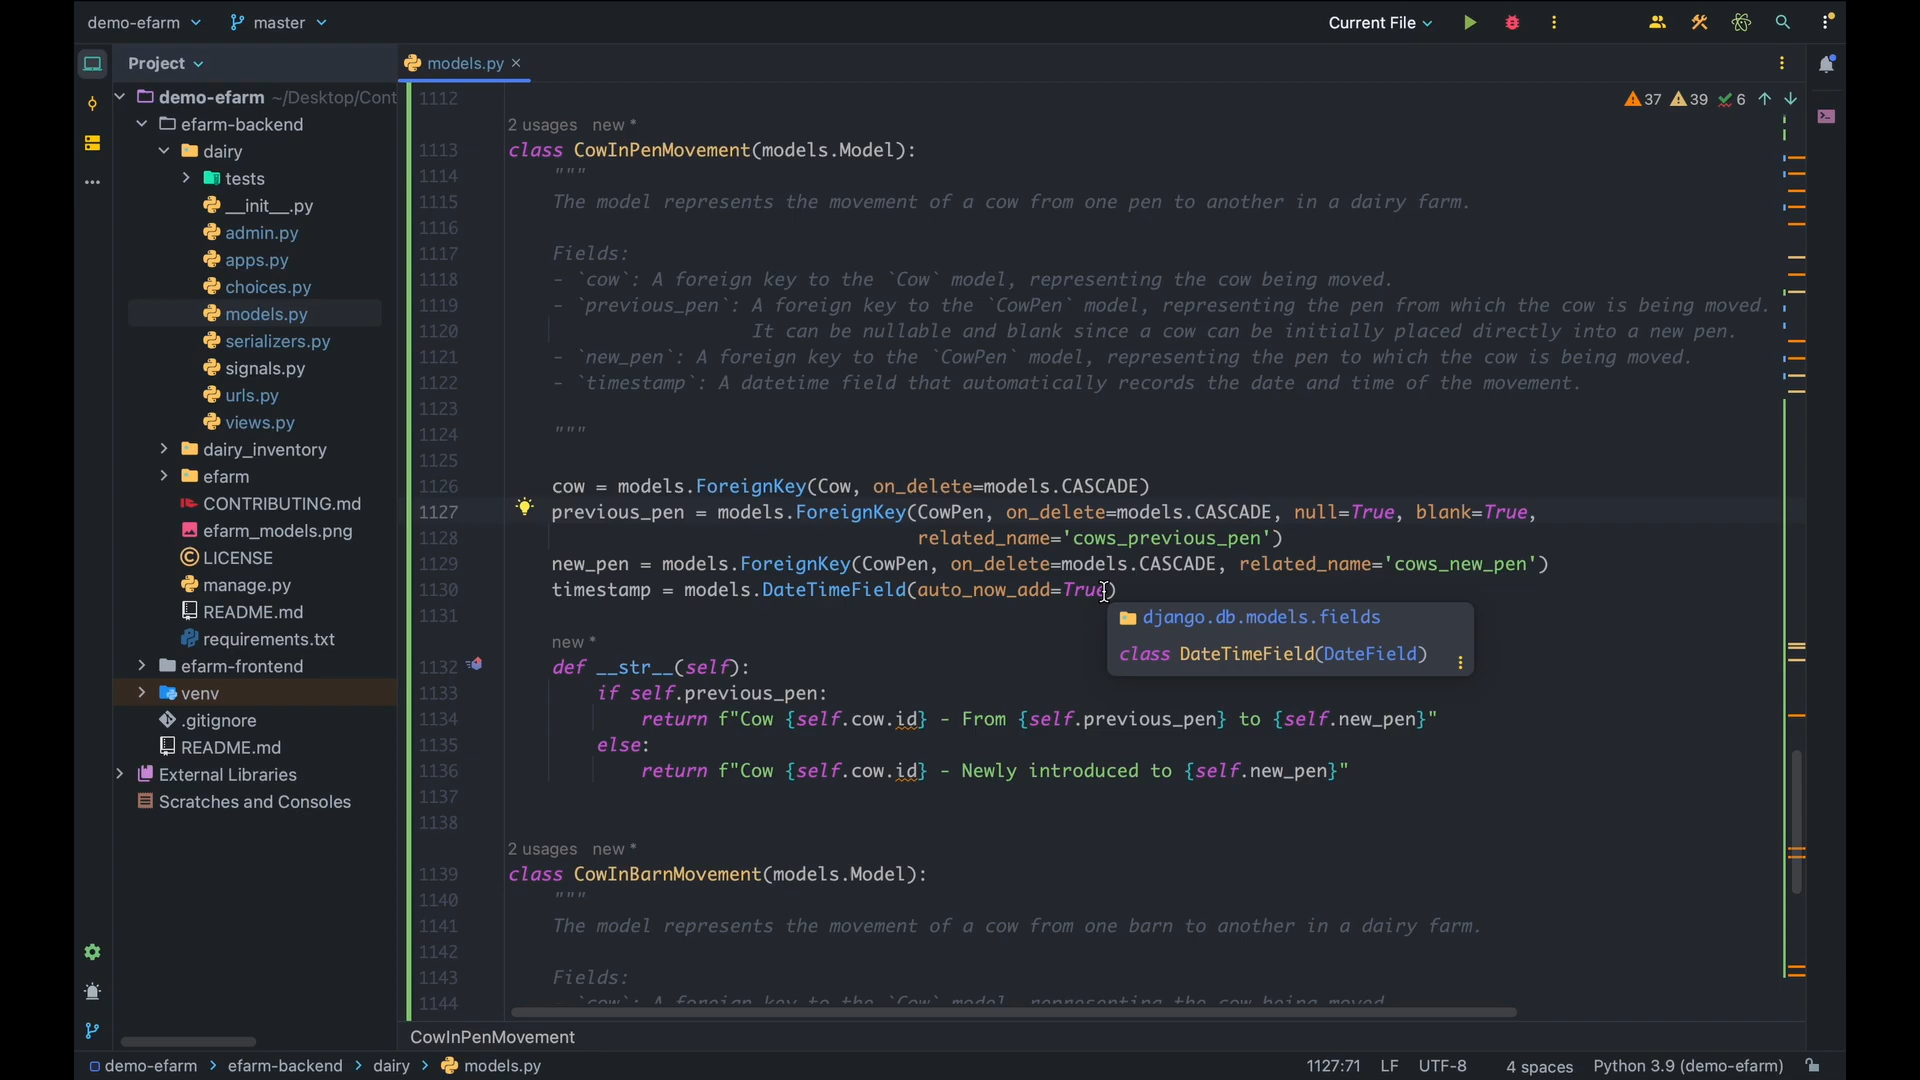 demo-efarm
master
Current File
Project
models.py
demo-efarm ~/Desktop/Cont
efarm-backend
dairy
tests
__init__.py
admin.py
apps.py
choices.py
models.py
serializers.py
signals.py
urls.py
views.py
dairy_inventory
efarm
CONTRIBUTING.md
efarm_models.png
LICENSE
manage.py
README.md
requirements.txt
efarm-frontend
venv
.gitignore
README.md
External Libraries
Scratches and Consoles
37 39 6
1112
2 usages new *
1113 class CowInPenMovement(models.Model):
1114 """
1115 The model represents the movement of a cow from one pen to another in a dairy farm.
1116
1117 Fields:
1118 - `cow`: A foreign key to the `Cow` model, representing the cow being moved.
1119 - `previous_pen`: A foreign key to the `CowPen` model, representing the pen from which the cow is being moved.
1120 It can be nullable and blank since a cow can be initially placed directly into a new pen.
1121 - `new_pen`: A foreign key to the `CowPen` model, representing the pen to which the cow is being moved.
1122 - `timestamp`: A datetime field that automatically records the date and time of the movement.
1123
1124 """
1125
1126 cow = models.ForeignKey(Cow, on_delete=models.CASCADE)
1127 previous_pen = models.ForeignKey(CowPen, on_delete=models.CASCADE, null=True, blank=True,
1128 related_name='cows_previous_pen')
1129 new_pen = models.ForeignKey(CowPen, on_delete=models.CASCADE, related_name='cows_new_pen')
1130 timestamp = models.DateTimeField(auto_now_add=True)
1131
django.db.models.fields
class DateTimeField(DateField)
new *
1132 def __str__(self):
1133 if self.previous_pen:
1134 return f"Cow {self.cow.id} - From {self.previous_pen} to {self.new_pen}"
1135 else:
1136 return f"Cow {self.cow.id} - Newly introduced to {self.new_pen}"
1137
1138
2 usages new *
1139 class CowInBarnMovement(models.Model):
1140 """
1141 The model represents the movement of a cow from one barn to another in a dairy farm.
1142
1143 Fields:
1144 - `cow`: A foreign key to the `Cow` model, representing the cow being moved.
CowInPenMovement
demo-efarm > efarm-backend > dairy > models.py
1127:71 LF UTF-8 4 spaces Python 3.9 (demo-efarm)